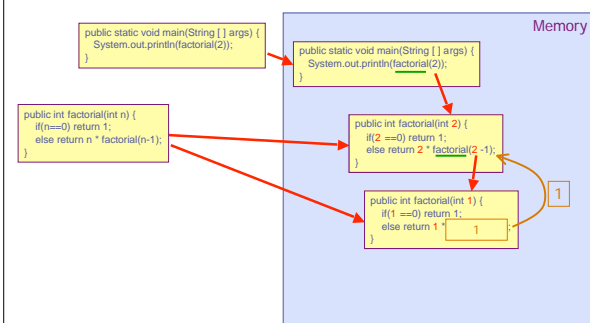 Memory
public static void main(String [ ] args) {
System.out.println(factorial(2));
}
public static void main(String [ ] args) {
System.out.println(factorial(2));
}
public int factorial(int n) {
if(n==0) return 1;
else return n * factorial(n-1);
}
public int factorial(int 2) {
if(2 ==0) return 1;
else return 2 * factorial(2 -1);
}
1
public int factorial(int 1) {
if(1 ==0) return 1;
else return 1 * 1 ;
}